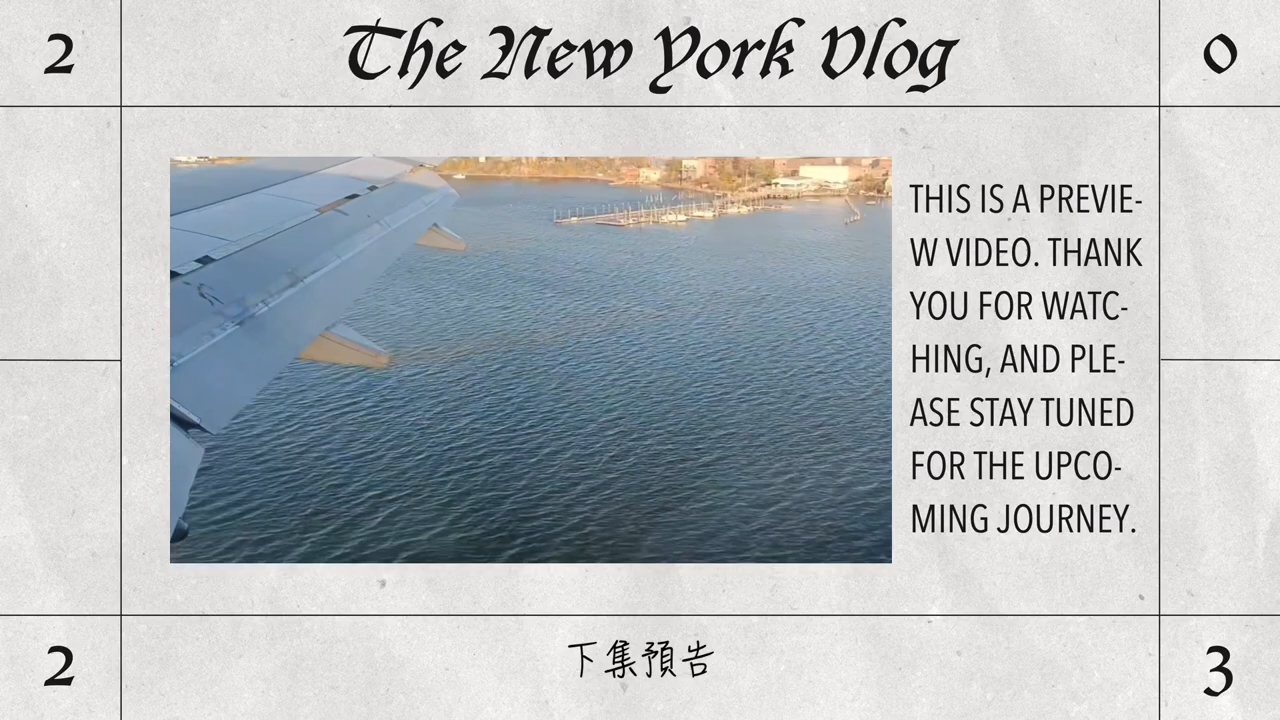 2
The New York Vlog
0
THIS IS A PREVIE-
W VIDEO. THANK
YOU FOR WATC-
HING, AND PLE-
ASE STAY TUNED
FOR THE UPCO-
MING JOURNEY.
2
下集預告
3